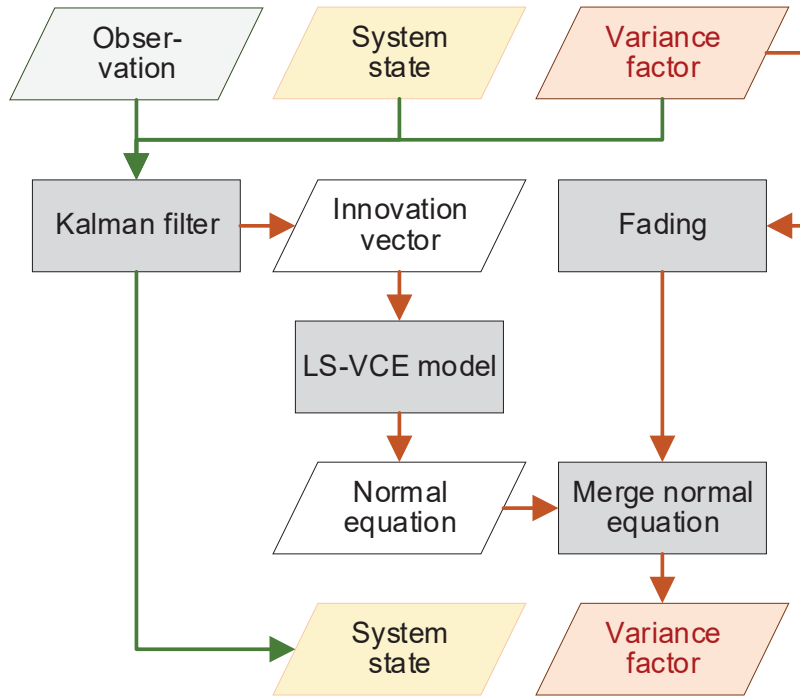 Obser-
vation
System
state
Variance
factor
Kalman filter
Innovation
vector
Fading
LS-VCE model
Normal
equation
Merge normal
equation
System
state
Variance
factor